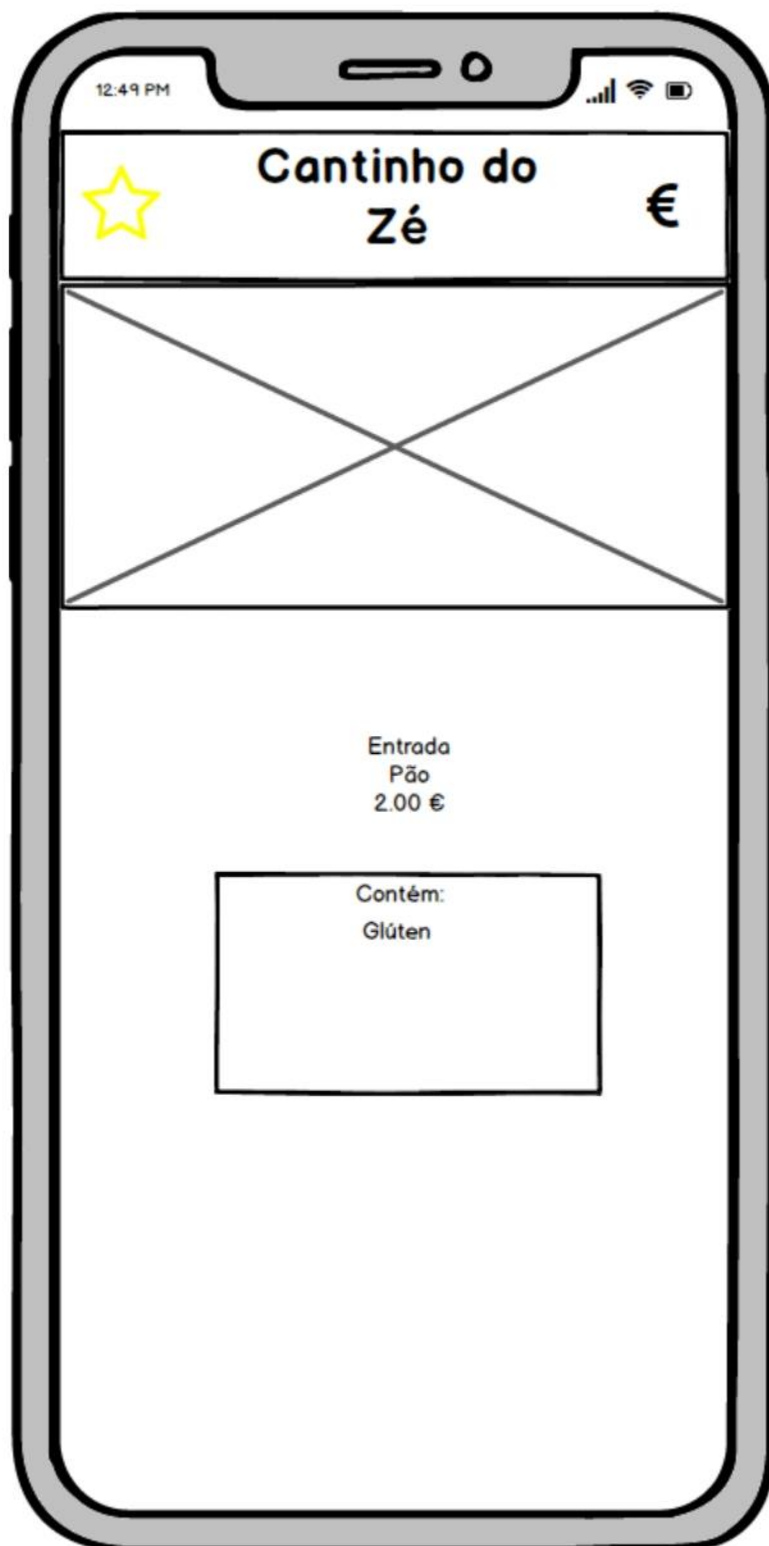 12:49 PM
Cantinho do
Zé
€
Entrada
Pão
2.00 €
Contém:
Glúten